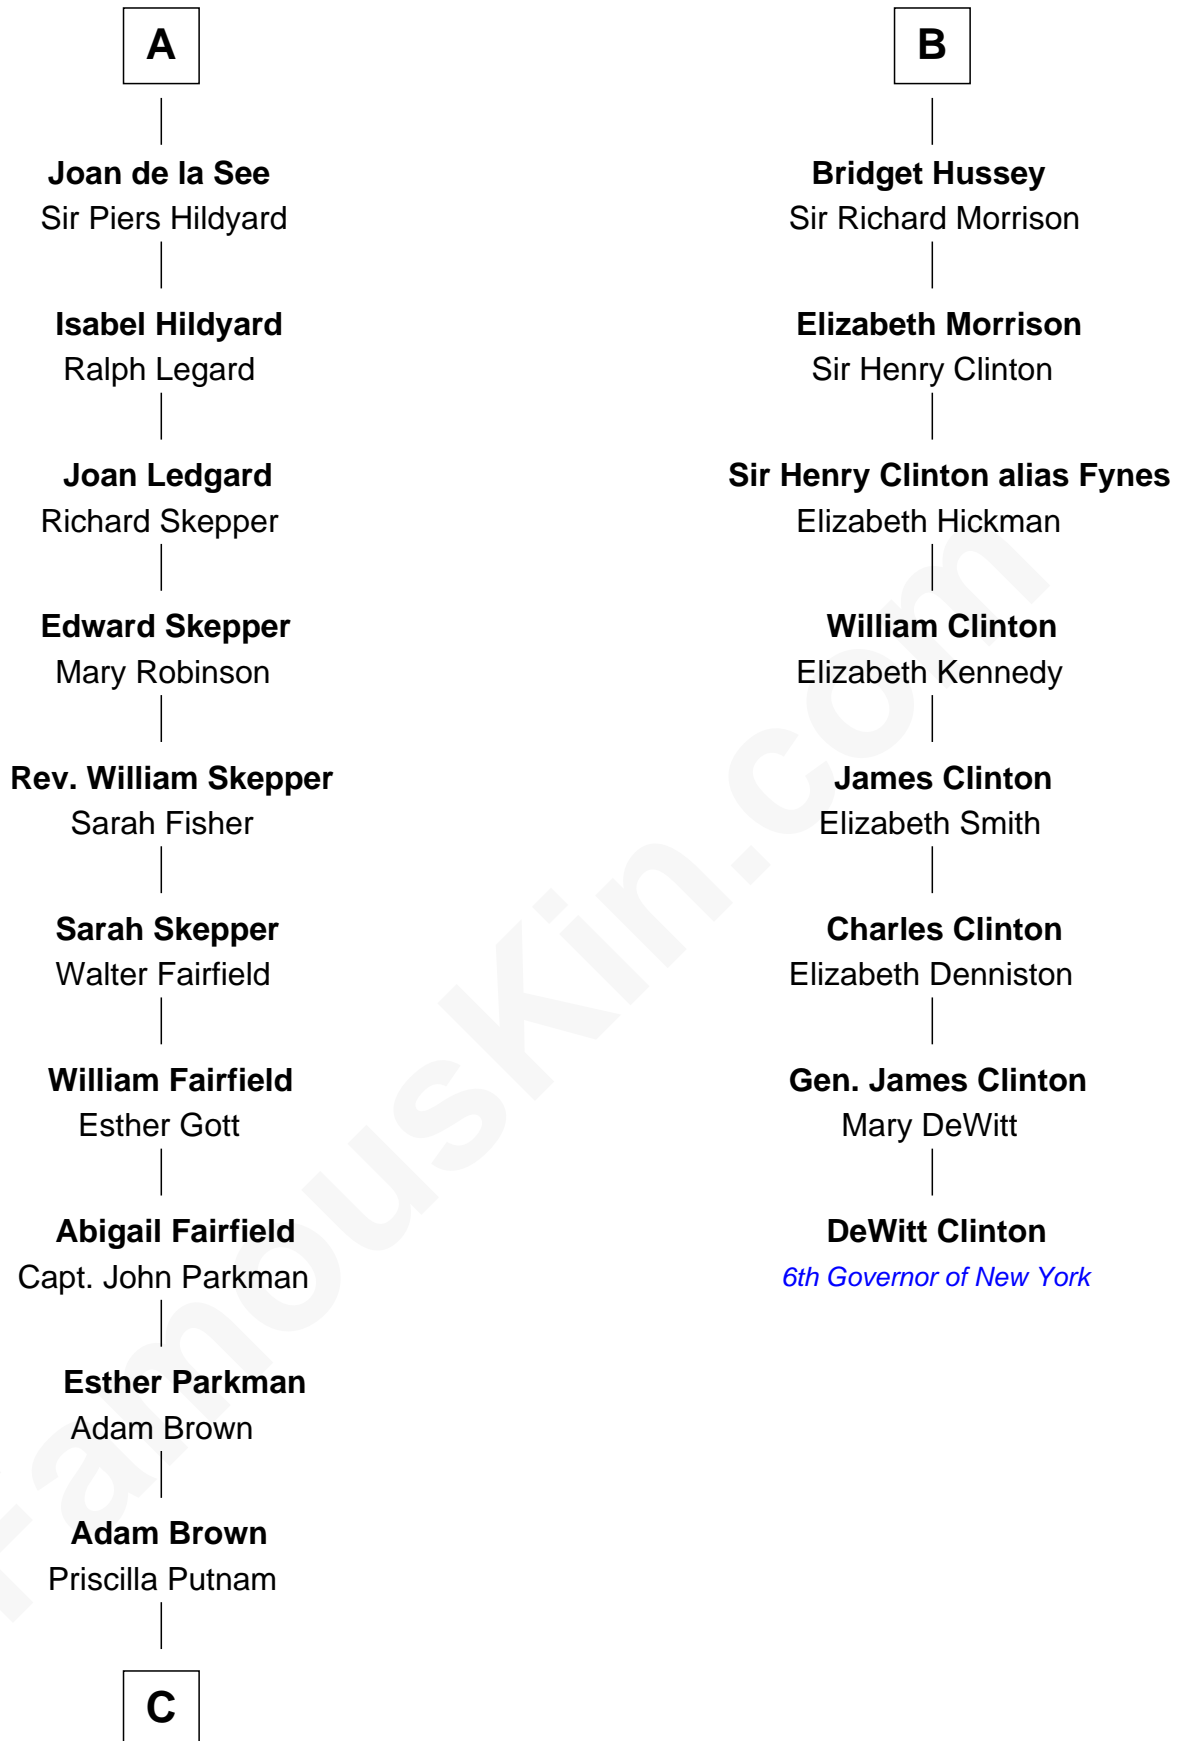 A
Joan de la See
Sir Piers Hildyard
Isabel Hildyard
Ralph Legard
Joan Ledgard
Richard Skepper
Edward Skepper
Mary Robinson
Rev. William Skepper
Sarah Fisher
Sarah Skepper
Walter Fairfield
William Fairfield
Esther Gott
Abigail Fairfield
Capt. John Parkman
Esther Parkman
Adam Brown
Adam Brown
Priscilla Putnam
C
B
Bridget Hussey
Sir Richard Morrison
Elizabeth Morrison
Sir Henry Clinton
Sir Henry Clinton alias Fynes
Elizabeth Hickman
William Clinton
Elizabeth Kennedy
James Clinton
Elizabeth Smith
Charles Clinton
Elizabeth Denniston
Gen. James Clinton
Mary DeWitt
DeWitt Clinton
6th Governor of New York
FamousKin.com